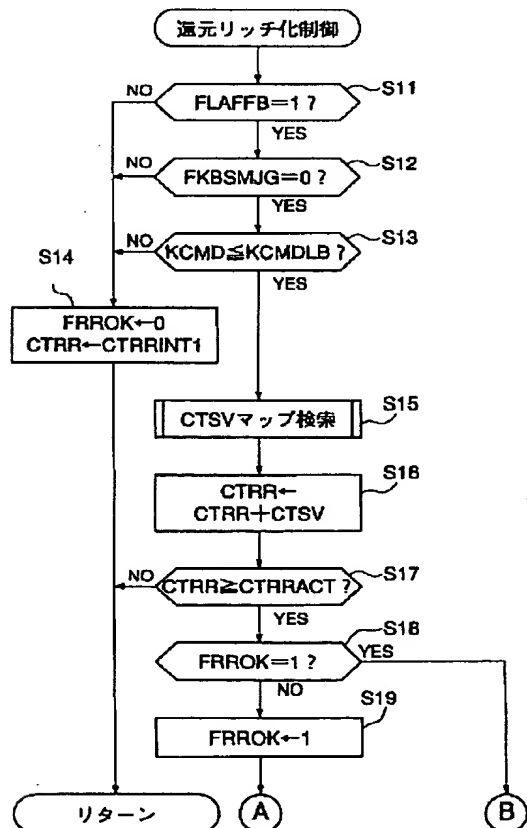 還元リッチ化制御
S11
FLAFFB=1?
NO
YES
S12
FKBSMJG=0?
NO
YES
S13
KCMD≦KCMDLB?
NO
YES
S14
FRROK←0
CTRR←CTRRINT1
S15
CTSVマップ検索
S16
CTRR←
CTRR+CTSV
S17
CTRR≧CTRRACT?
NO
YES
S18
FRROK=1?
YES
NO
S19
FRROK←1
リターン
A
B